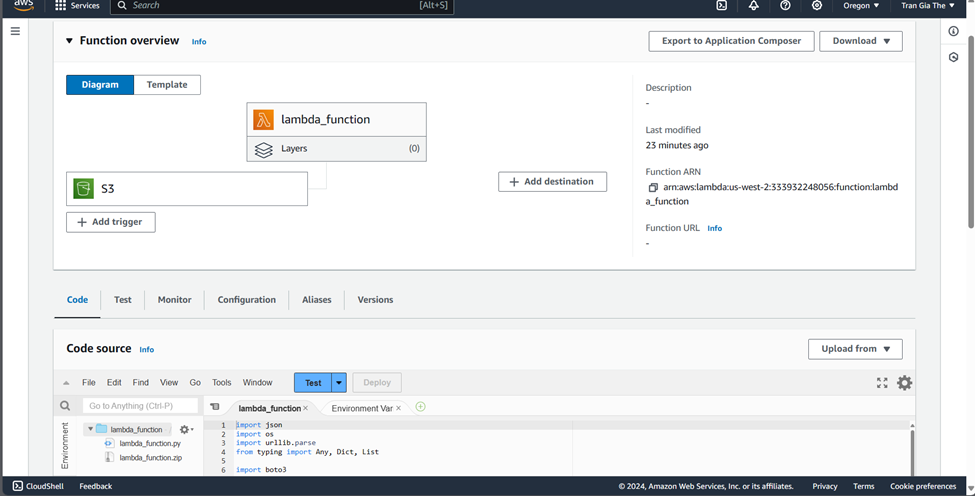 aws Services Search [Alt+S] Oregon ▼ Tran Gia The ▼
Function overview Info
Export to Application Composer
Download ▼
Diagram
Template
lambda_function
Layers (0)
S3
+ Add trigger
+ Add destination
Description
-
Last modified
23 minutes ago
Function ARN
arn:aws:lambda:us-west-2:333932248056:function:lambd
a_function
Function URL Info
-
Code Test Monitor Configuration Aliases Versions
Code source Info
Upload from ▼
File Edit Find View Go Tools Window Test Deploy
Go to Anything (Ctrl-P)
lambda_function × Environment Var ×
Environment
lambda_function
lambda_function.py
lambda_function.zip
1 import json
2 import os
3 import urllib.parse
4 from typing import Any, Dict, List
5
6 import boto3
CloudShell Feedback © 2024, Amazon Web Services, Inc. or its affiliates. Privacy Terms Cookie preferences